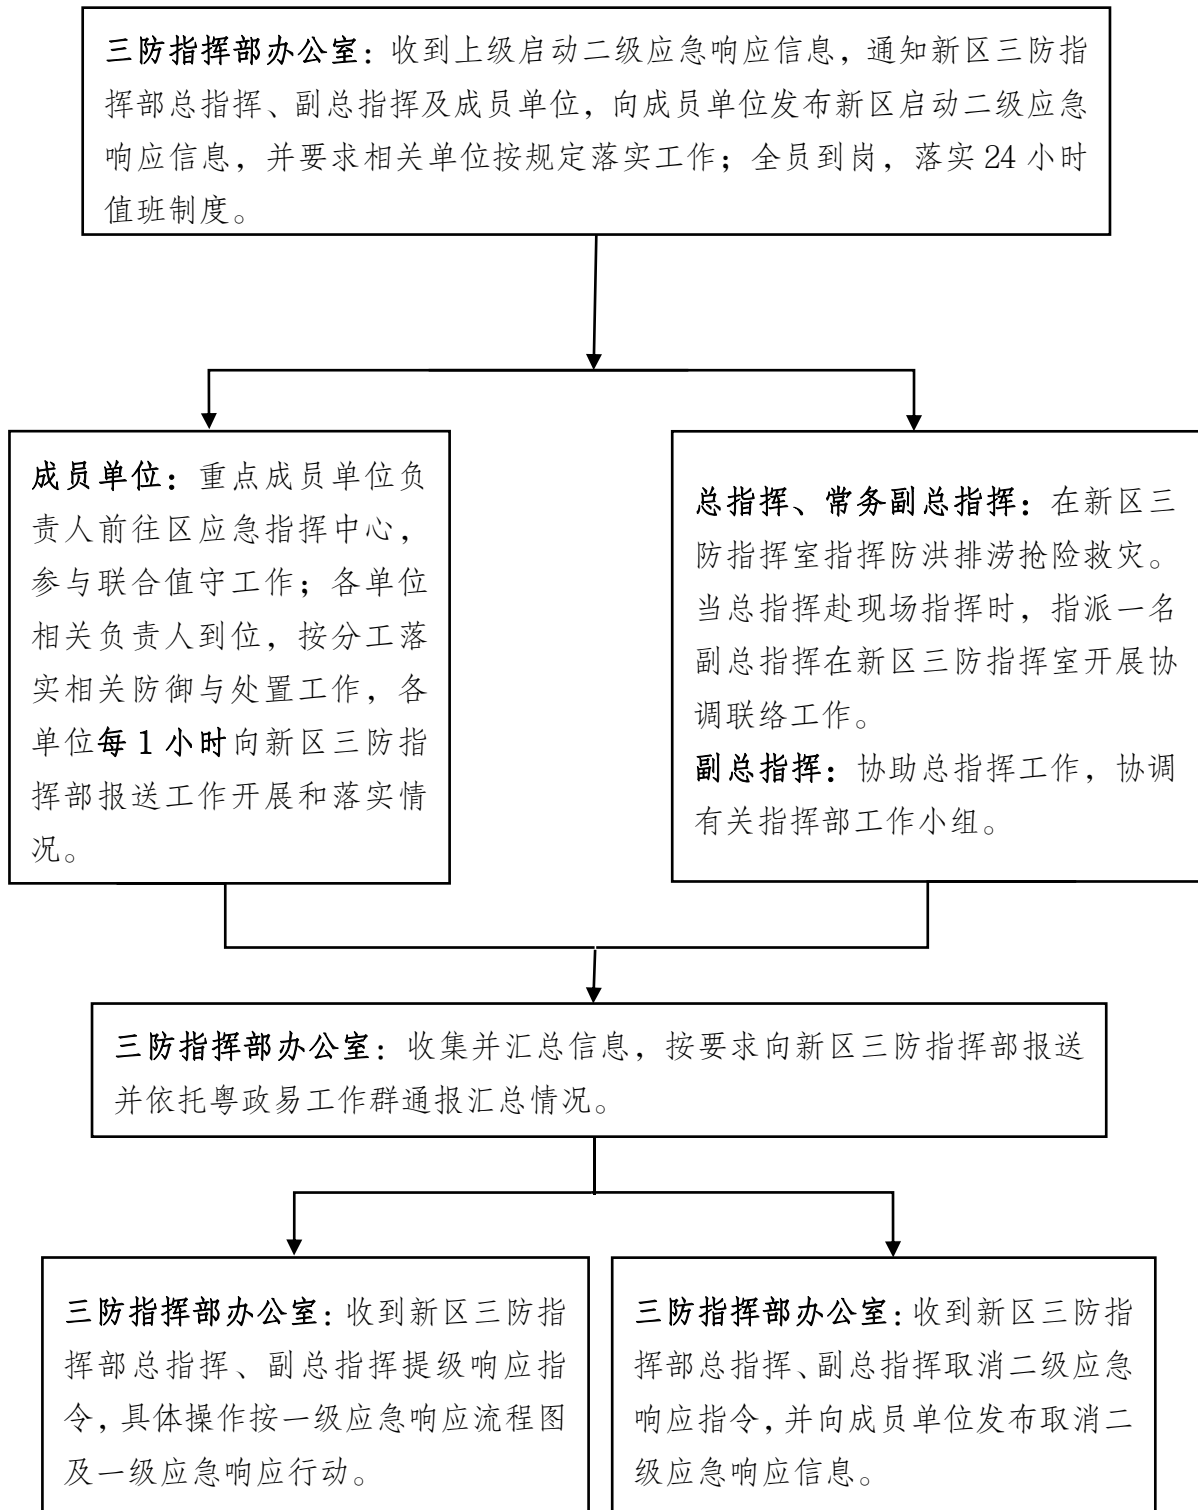 三防指挥部办公室：收到上级启动二级应急响应信息，通知新区三防指
挥部总指挥、副总指挥及成员单位，向成员单位发布新区启动二级应急
响应信息，并要求相关单位按规定落实工作；全员到岗，落实 24 小时
值班制度。
成员单位：重点成员单位负
责人前往区应急指挥中心，
参与联合值守工作；各单位
相关负责人到位，按分工落
实相关防御与处置工作，各
单位每 1 小时向新区三防指
挥部报送工作开展和落实情
况。
总指挥、常务副总指挥：在新区三
防指挥室指挥防洪排涝抢险救灾。
当总指挥赴现场指挥时，指派一名
副总指挥在新区三防指挥室开展协
调联络工作。
副总指挥：协助总指挥工作，协调
有关指挥部工作小组。
三防指挥部办公室：收集并汇总信息，按要求向新区三防指挥部报送
并依托粤政易工作群通报汇总情况。
三防指挥部办公室：收到新区三防指
挥部总指挥、副总指挥提级响应指
令，具体操作按一级应急响应流程图
及一级应急响应行动。
三防指挥部办公室：收到新区三防指
挥部总指挥、副总指挥取消二级应急
响应指令，并向成员单位发布取消二
级应急响应信息。